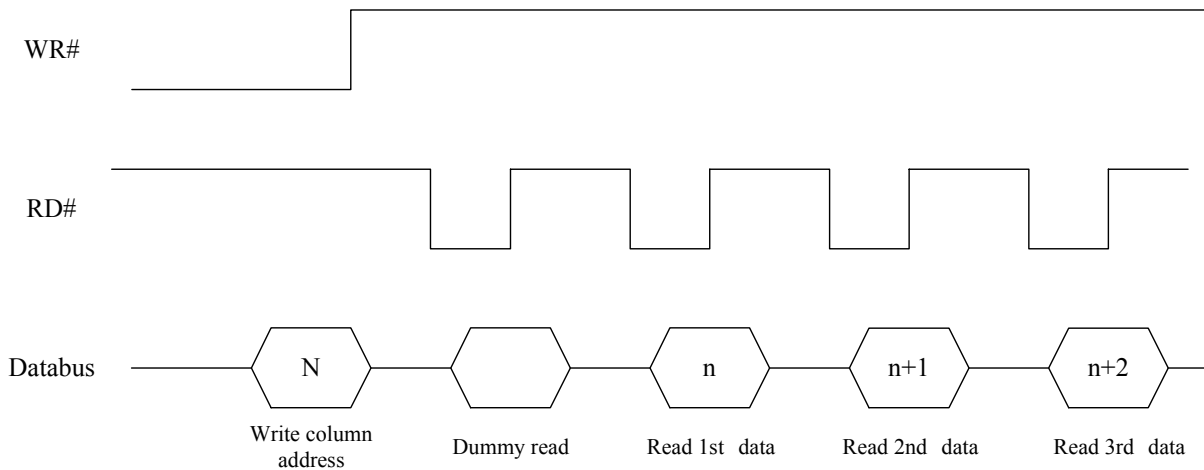 WR#
RD#
Databus
N
n
n+1
n+2
Write column
address
Dummy read
Read 1st data
Read 2nd data
Read 3rd data